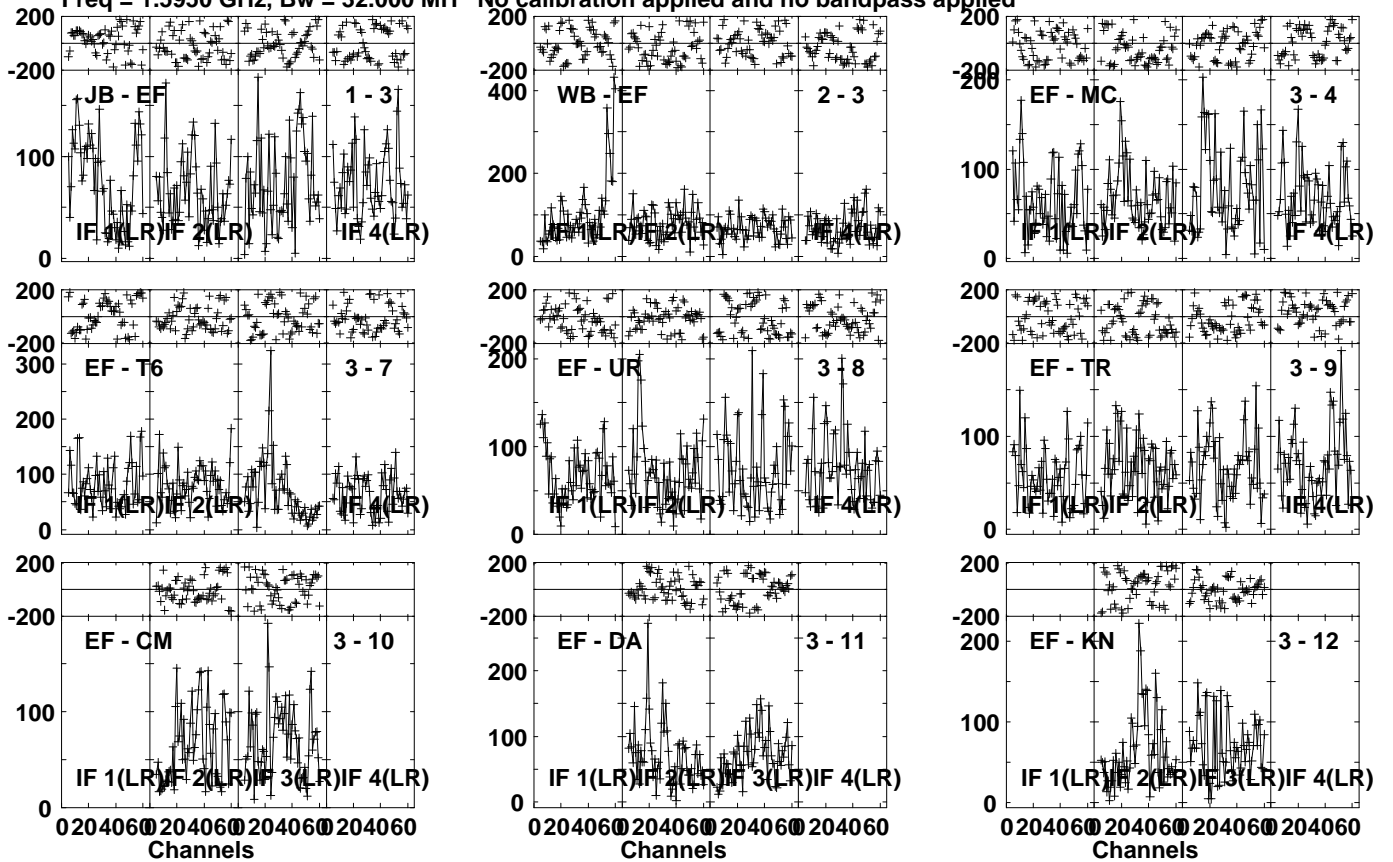 Freq = 1.5950 GHz, Bw = 32.000 MH No calibration applied and no bandpass applied
200 200 200
-200 -200 -200
JB - EF 1 - 3 WB - EF 2 - 3 EF - MC 3 - 4
400 200
100 200 100
IF 1(LR) IF 2(LR) IF 4(LR) IF 1(LR) IF 2(LR) IF 4(LR) IF 1(LR) IF 2(LR) IF 4(LR)
0 0 0
200 200 200
-200 -200 -200
300 200
EF - T6 3 - 7 EF - UR 3 - 8 EF - TR 3 - 9
200
100 100 100
IF 1(LR) IF 2(LR) IF 4(LR) IF 1(LR) IF 2(LR) IF 4(LR) IF 1(LR) IF 2(LR) IF 4(LR)
0 0 0
200 200 200
-200 -200 -200
EF - CM 3 - 10 EF - DA 3 - 11 EF - KN 3 - 12
200 200
100 100 100
IF 1(LR) IF 2(LR) IF 3(LR) IF 4(LR) IF 1(LR) IF 2(LR) IF 3(LR) IF 4(LR) IF 1(LR) IF 2(LR) IF 3(LR) IF 4(LR)
0 0 0
0 20 40 60 0 20 40 60 0 20 40 60 0 20 40 60 0 20 40 60 0 20 40 60 0 20 40 60 0 20 40 60 0 20 40 60 0 20 40 60 0 20 40 60 0 20 40 60
Channels Channels Channels